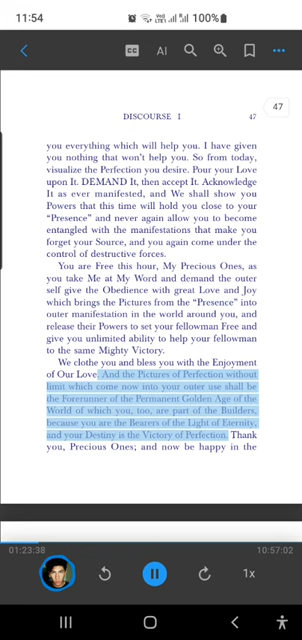 11:54
Vo)) LTE1 100%
CC AI
47
DISCOURSE I 47
you everything which will help you. I have given
you nothing that won't help you. So from today,
visualize the Perfection you desire. Pour your Love
upon It. DEMAND It, then accept It. Acknowledge
It as ever manifested, and We shall show you
Powers that this time will hold you close to your
“Presence” and never again allow you to become
entangled with the manifestations that make you
forget your Source, and you again come under the
control of destructive forces.
You are Free this hour, My Precious Ones, as
you take Me at My Word and demand the outer
self give the Obedience with great Love and Joy
which brings the Pictures from the “Presence” into
outer manifestation in the world around you, and
release their Powers to set your fellowman Free and
give you unlimited ability to help your fellowman
to the same Mighty Victory.
We clothe you and bless you with the Enjoyment
of Our Love. And the Pictures of Perfection without
limit which come now into your outer use shall be
the Forerunner of the Permanent Golden Age of the
World of which you, too, are part of the Builders,
because you are the Bearers of the Light of Eternity,
and your Destiny is the Victory of Perfection. Thank
you, Precious Ones; and now be happy in the
01:23:38 10:57:02
1x